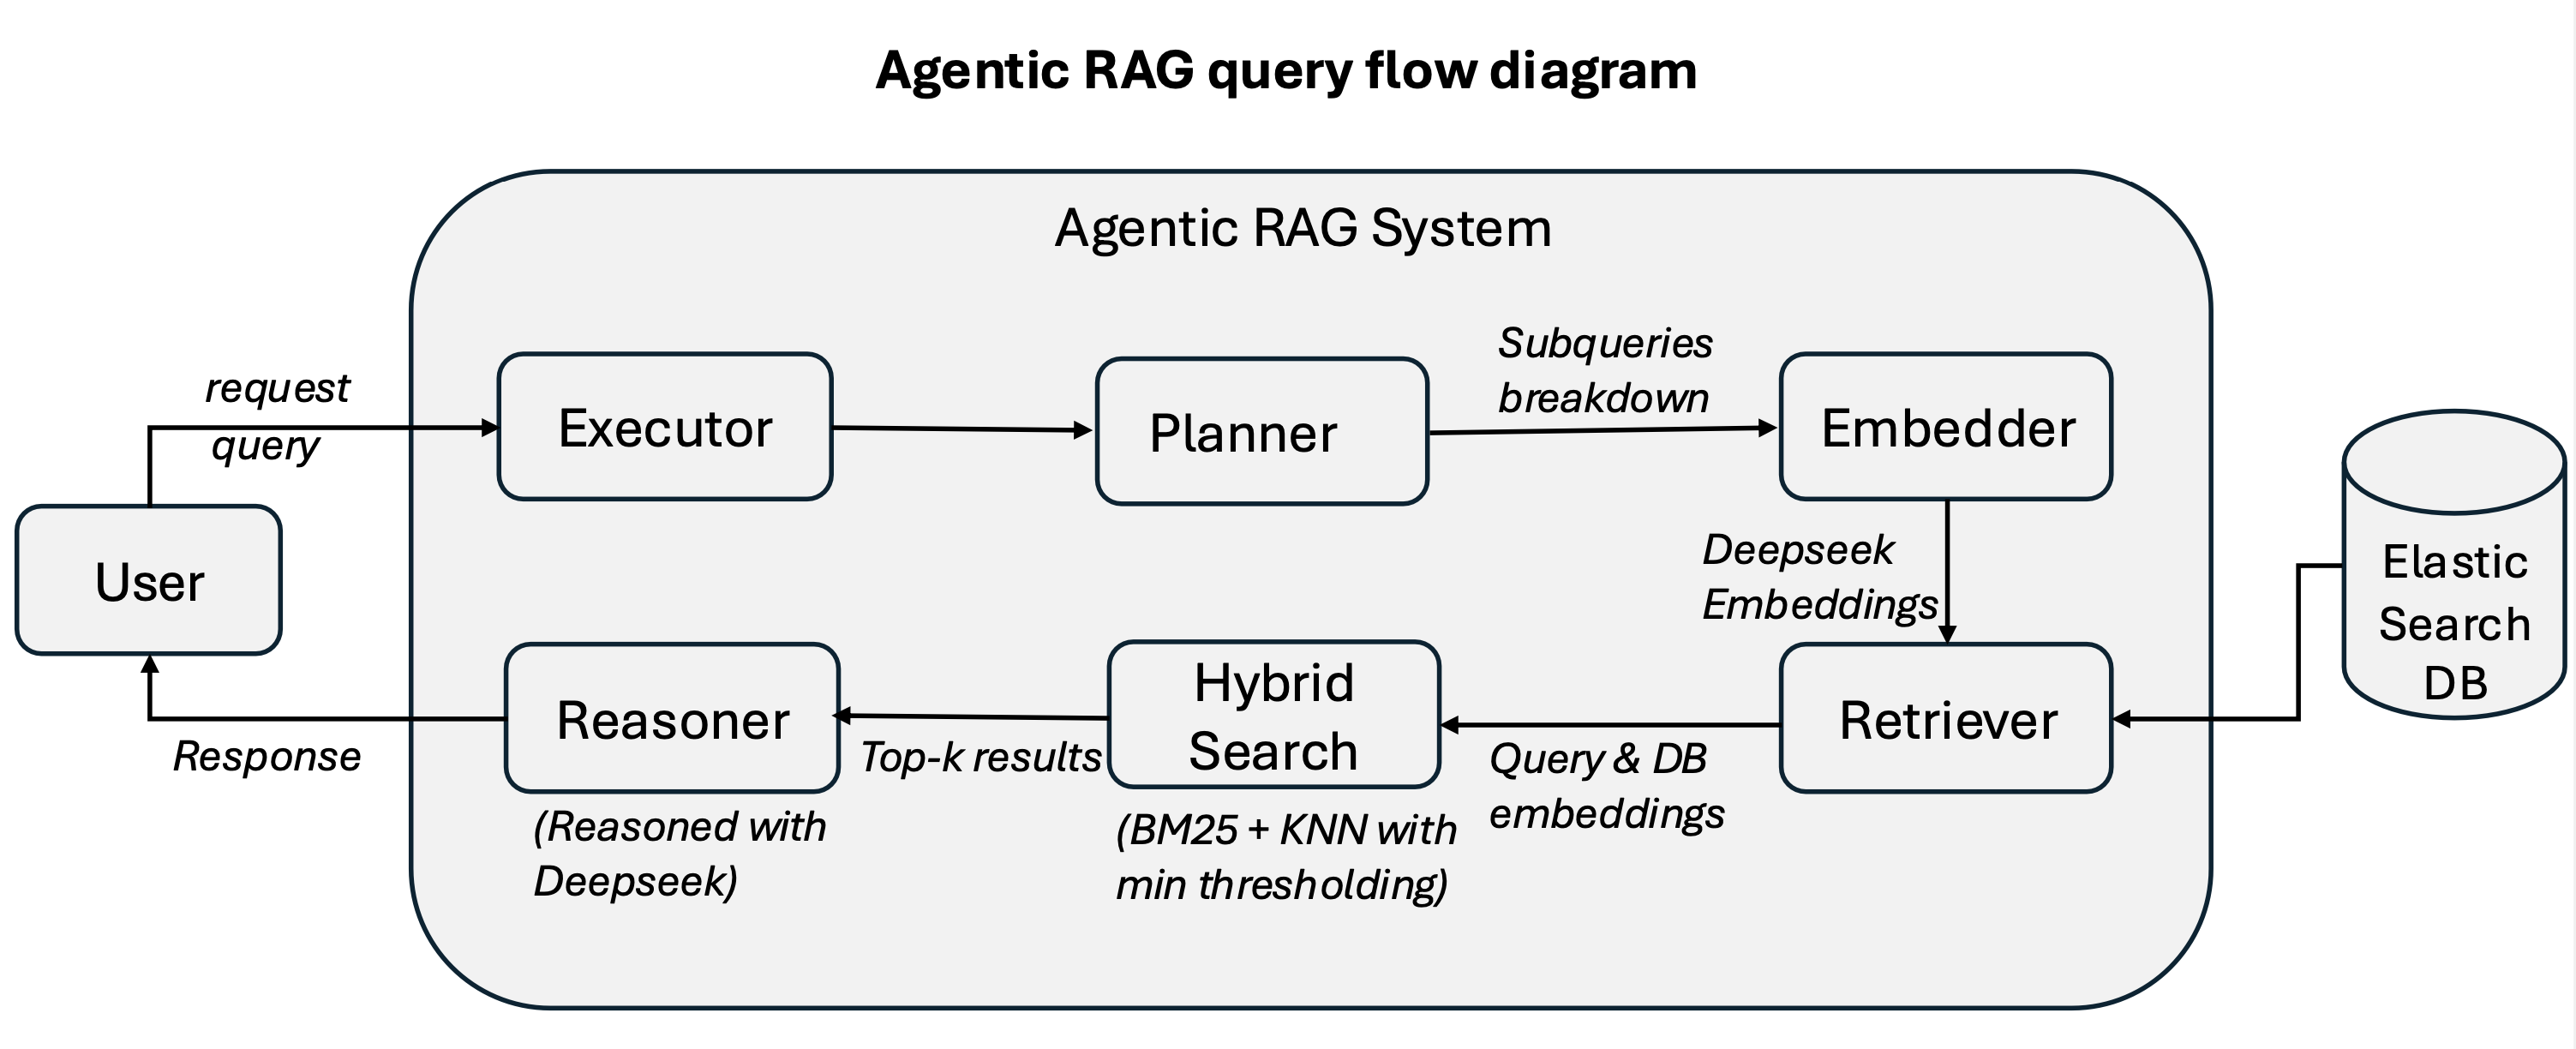 Agentic RAG query flow diagram
Agentic RAG System
request
query
Executor
Planner
Subqueries
breakdown
Embedder
User
Deepseek
Embeddings
Elastic
Search
DB
Retriever
Query & DB
embeddings
Hybrid
Search
(BM25 + KNN with
min thresholding)
Top-k results
Reasoner
(Reasoned with
Deepseek)
Response